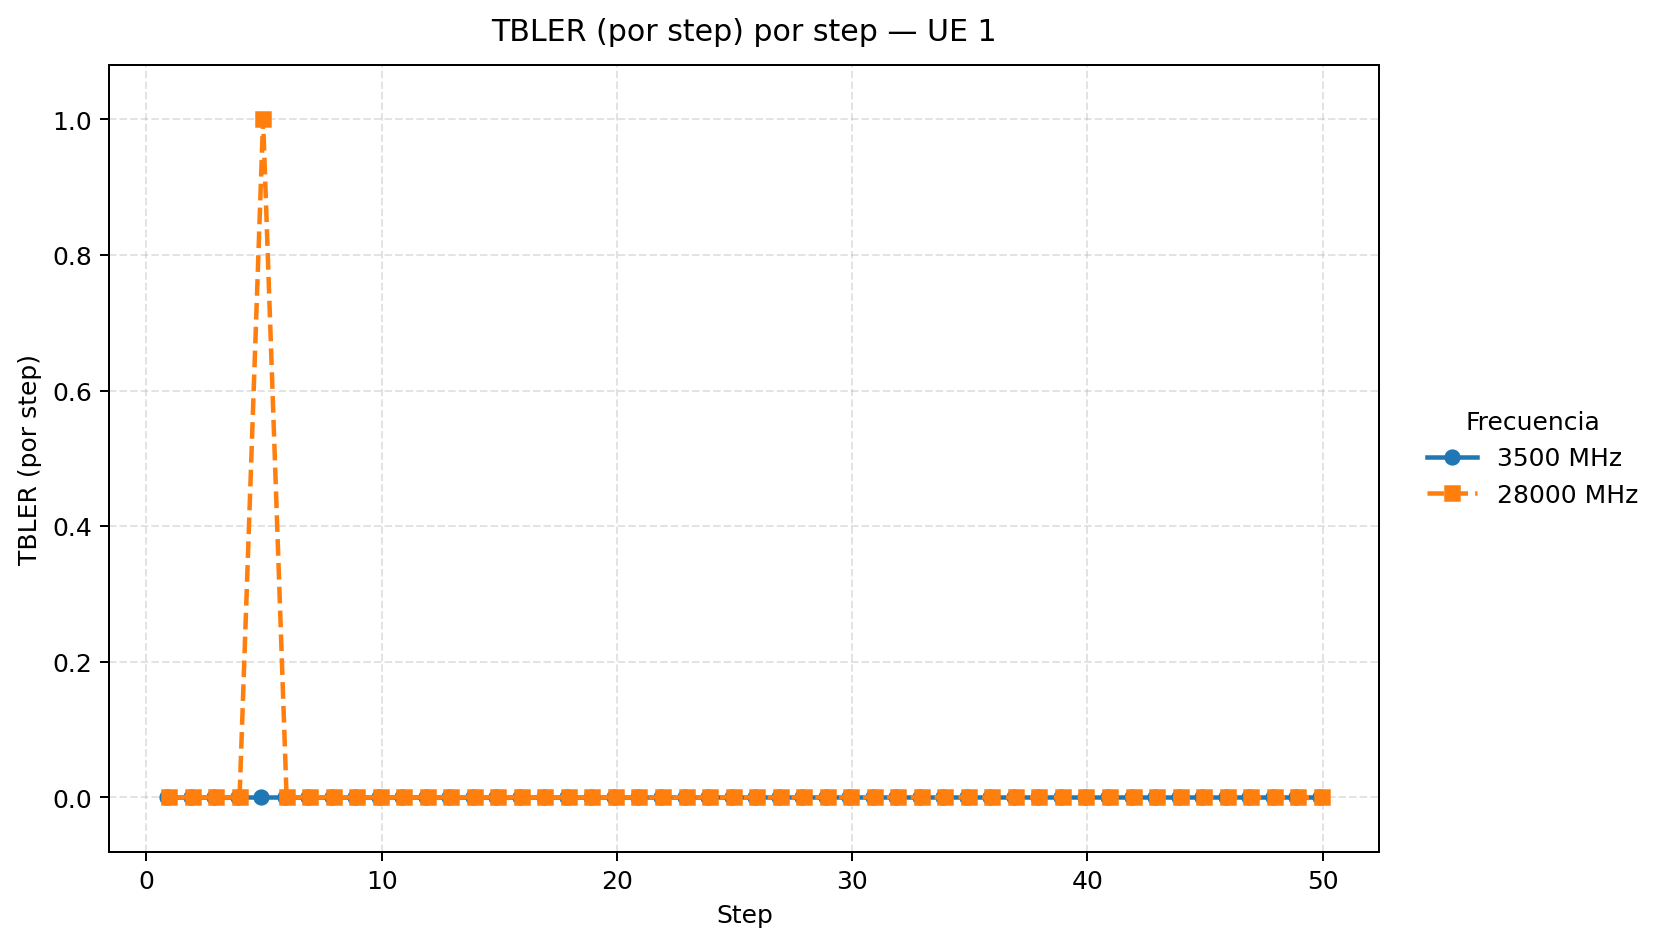 TBLER (por step) por step — UE 1
TBLER (por step)
1.0
0.8
0.6
0.4
0.2
0.0
0 10 20 30 40 50
Step
Frecuencia
3500 MHz
28000 MHz